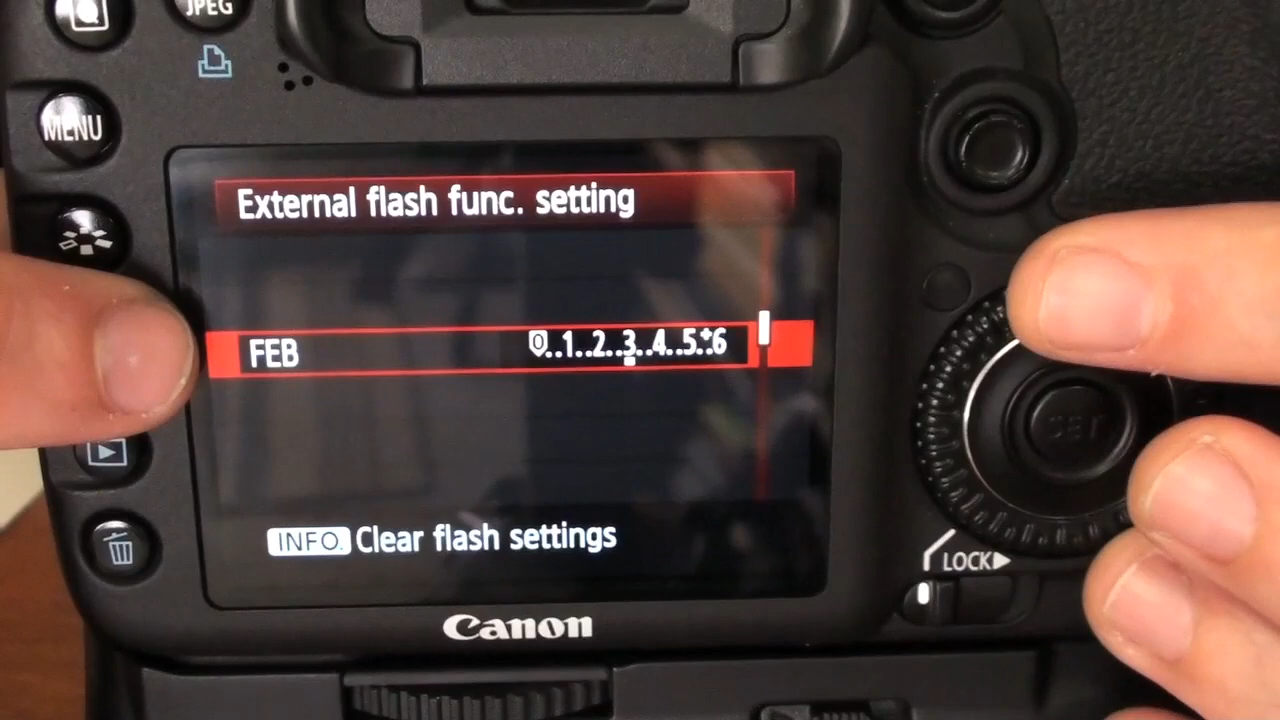 JPEG
MENU
External flash func. setting
FEB
0..1..2..3..4..5..⁺6
INFO. Clear flash settings
SET
LOCK▶
Canon